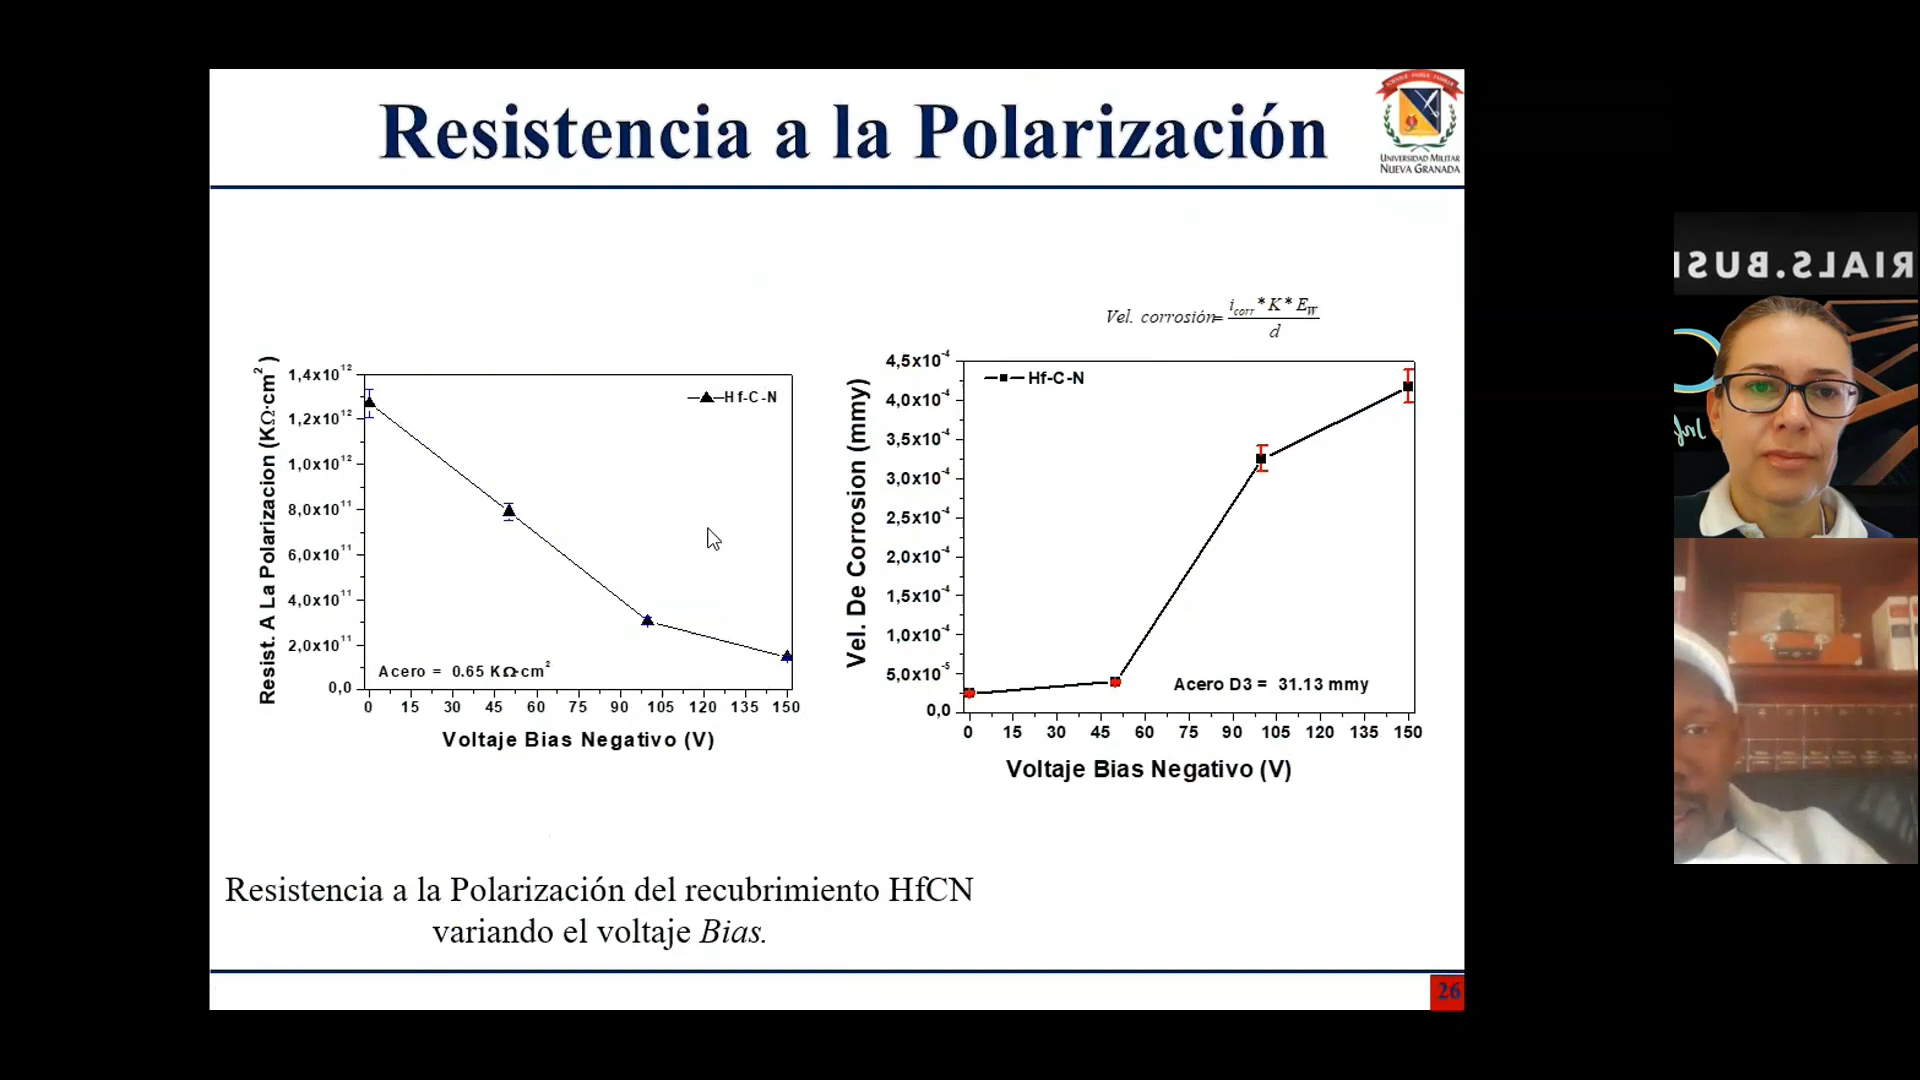 Resistencia a la Polarización
UNIVERSIDAD MILITAR
NUEVA GRANADA
Vel. corrosión= i_corr * K * E_W / d
Resist. A La Polarizacion (KΩ·cm²)
1,4x10¹²
1,2x10¹²
1,0x10¹²
8,0x10¹¹
6,0x10¹¹
4,0x10¹¹
2,0x10¹¹
0,0
Hf-C-N
Acero = 0.65 KΩ·cm²
0 15 30 45 60 75 90 105 120 135 150
Voltaje Bias Negativo (V)
Vel. De Corrosion (mmy)
4,5x10⁻⁴
4,0x10⁻⁴
3,5x10⁻⁴
3,0x10⁻⁴
2,5x10⁻⁴
2,0x10⁻⁴
1,5x10⁻⁴
1,0x10⁻⁴
5,0x10⁻⁵
0,0
Hf-C-N
Acero D3 = 31.13 mmy
0 15 30 45 60 75 90 105 120 135 150
Voltaje Bias Negativo (V)
Resistencia a la Polarización del recubrimiento HfCN
variando el voltaje Bias.
26
RIALS.BUSI